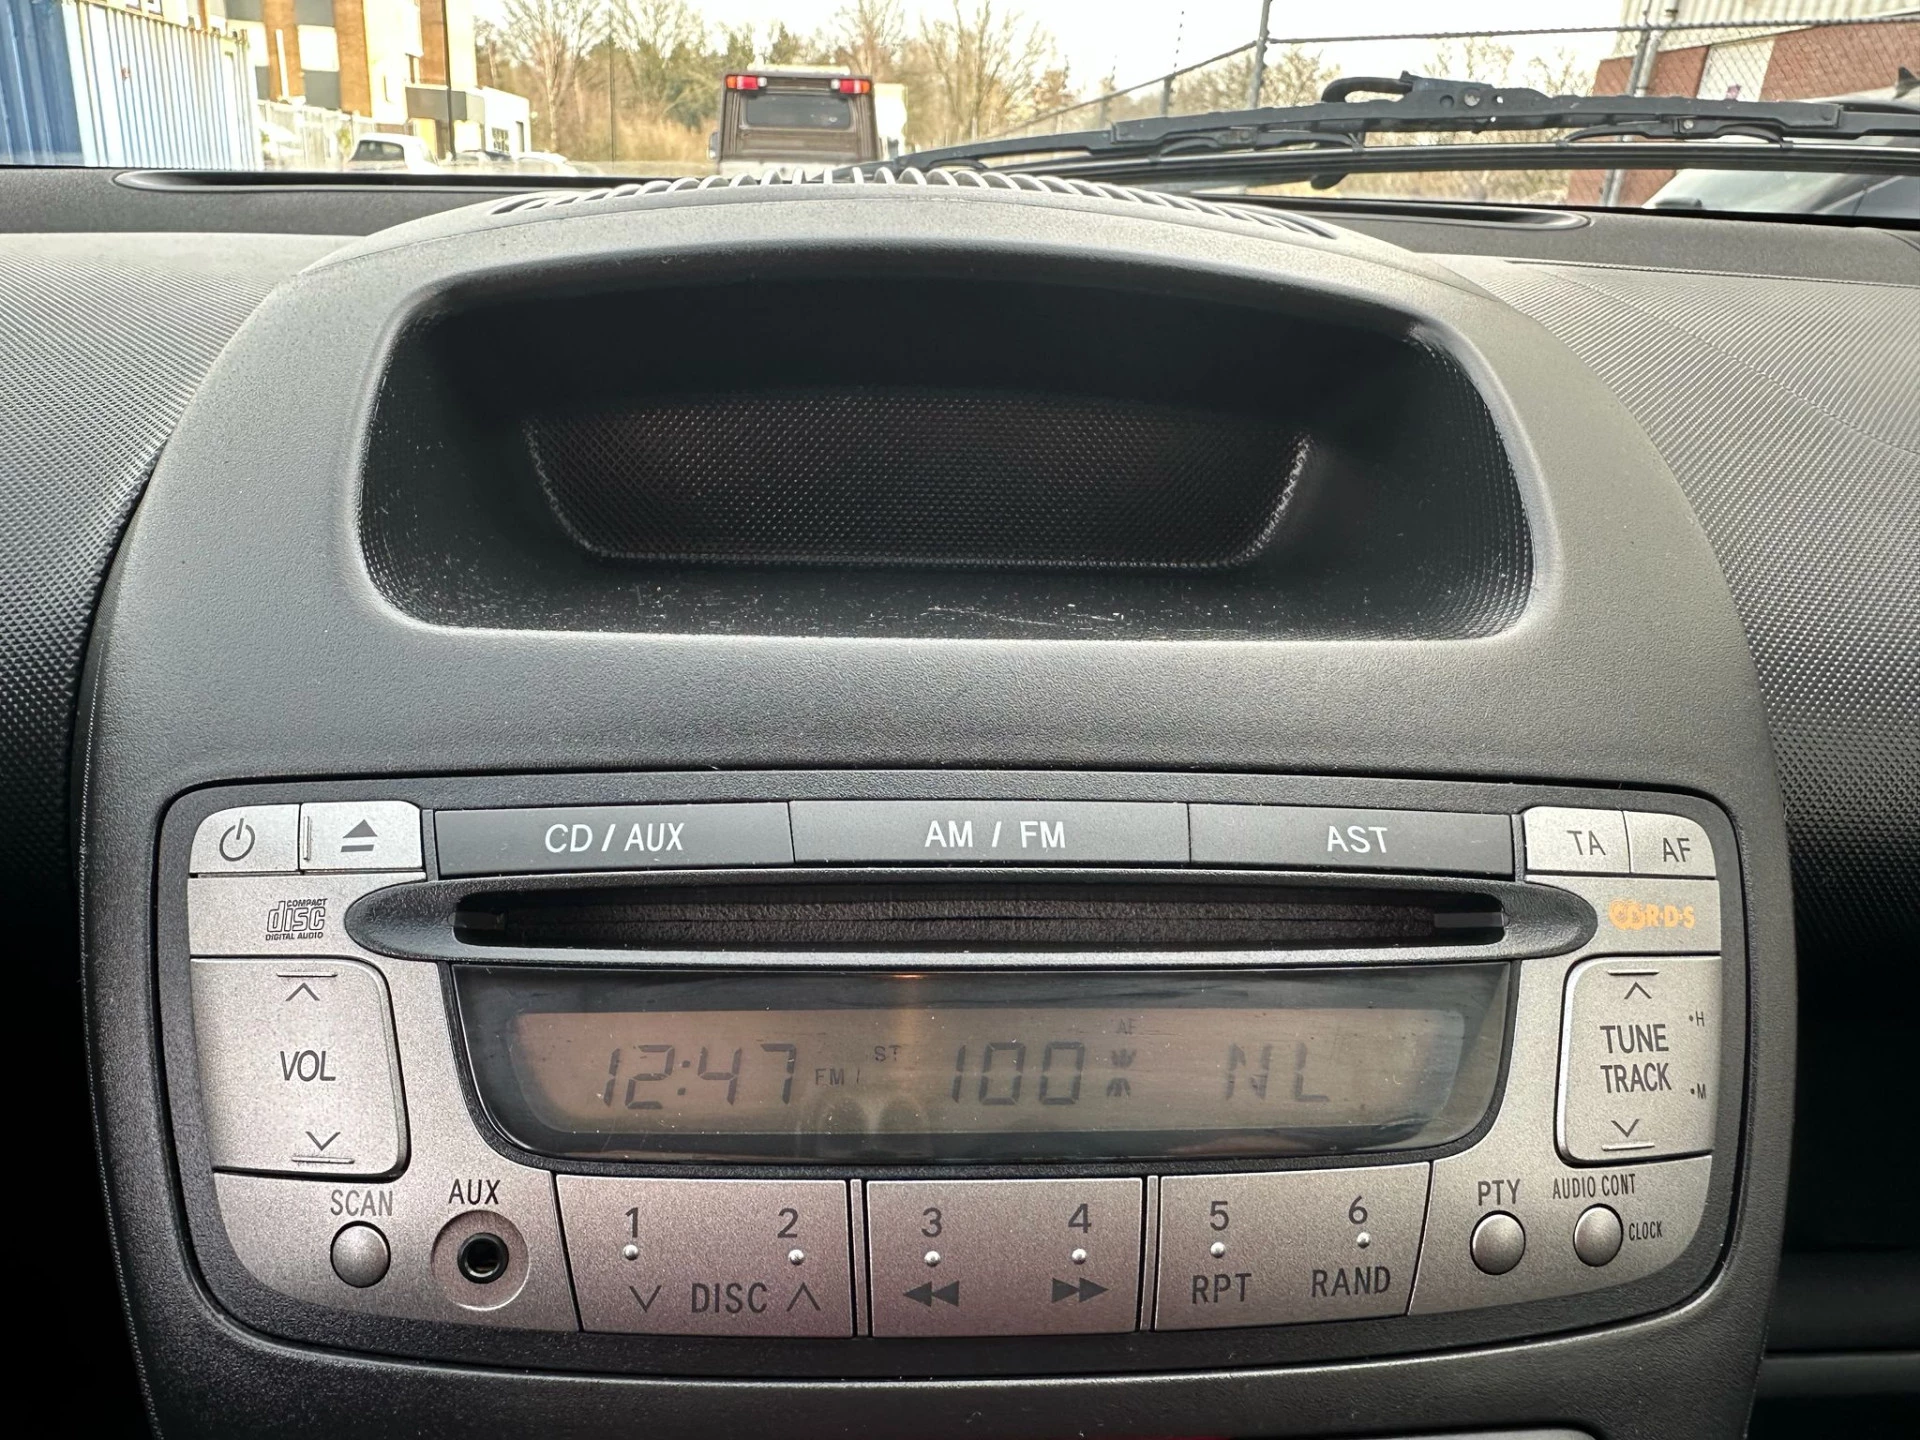 CD / AUX
AM / FM
AST
TA
AF
COMPACT
disc
DIGITAL AUDIO
R·D·S
VOL
12:47
FM 1
ST
AF
100% NL
TUNE
TRACK
•H
•M
SCAN
AUX
1
2
3
4
5
6
DISC
RPT
RAND
PTY
AUDIO CONT
CLOCK